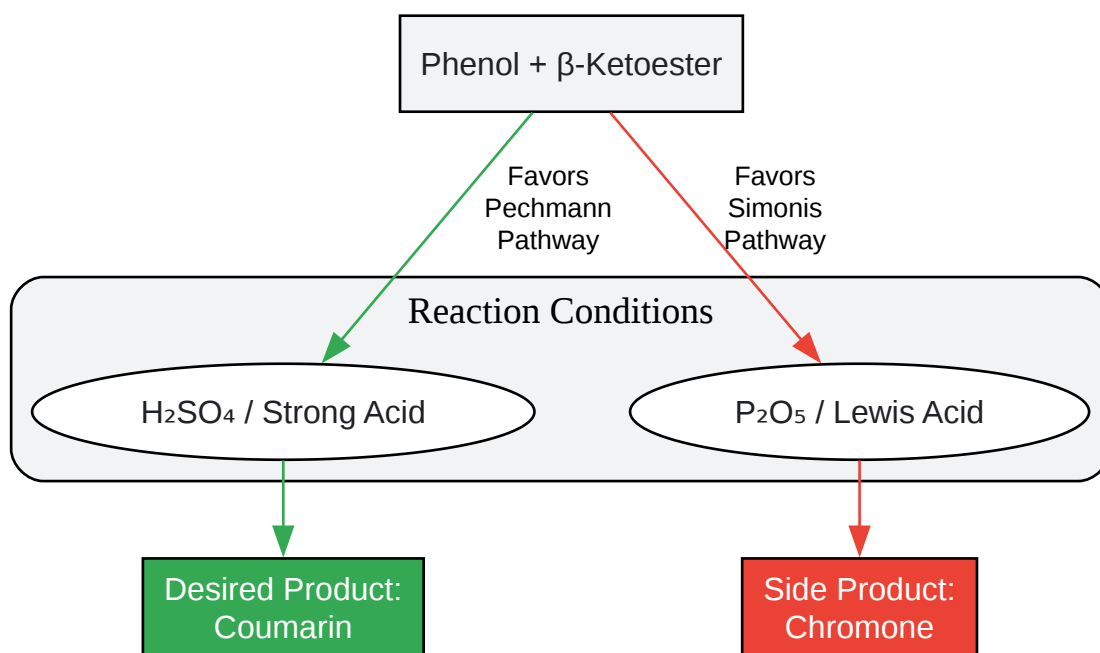 Phenol + β-Ketoester
Favors
Pechmann
Pathway
Favors
Simonis
Pathway
Reaction Conditions
H₂SO₄ / Strong Acid
P₂O₅ / Lewis Acid
Desired Product:
Coumarin
Side Product:
Chromone